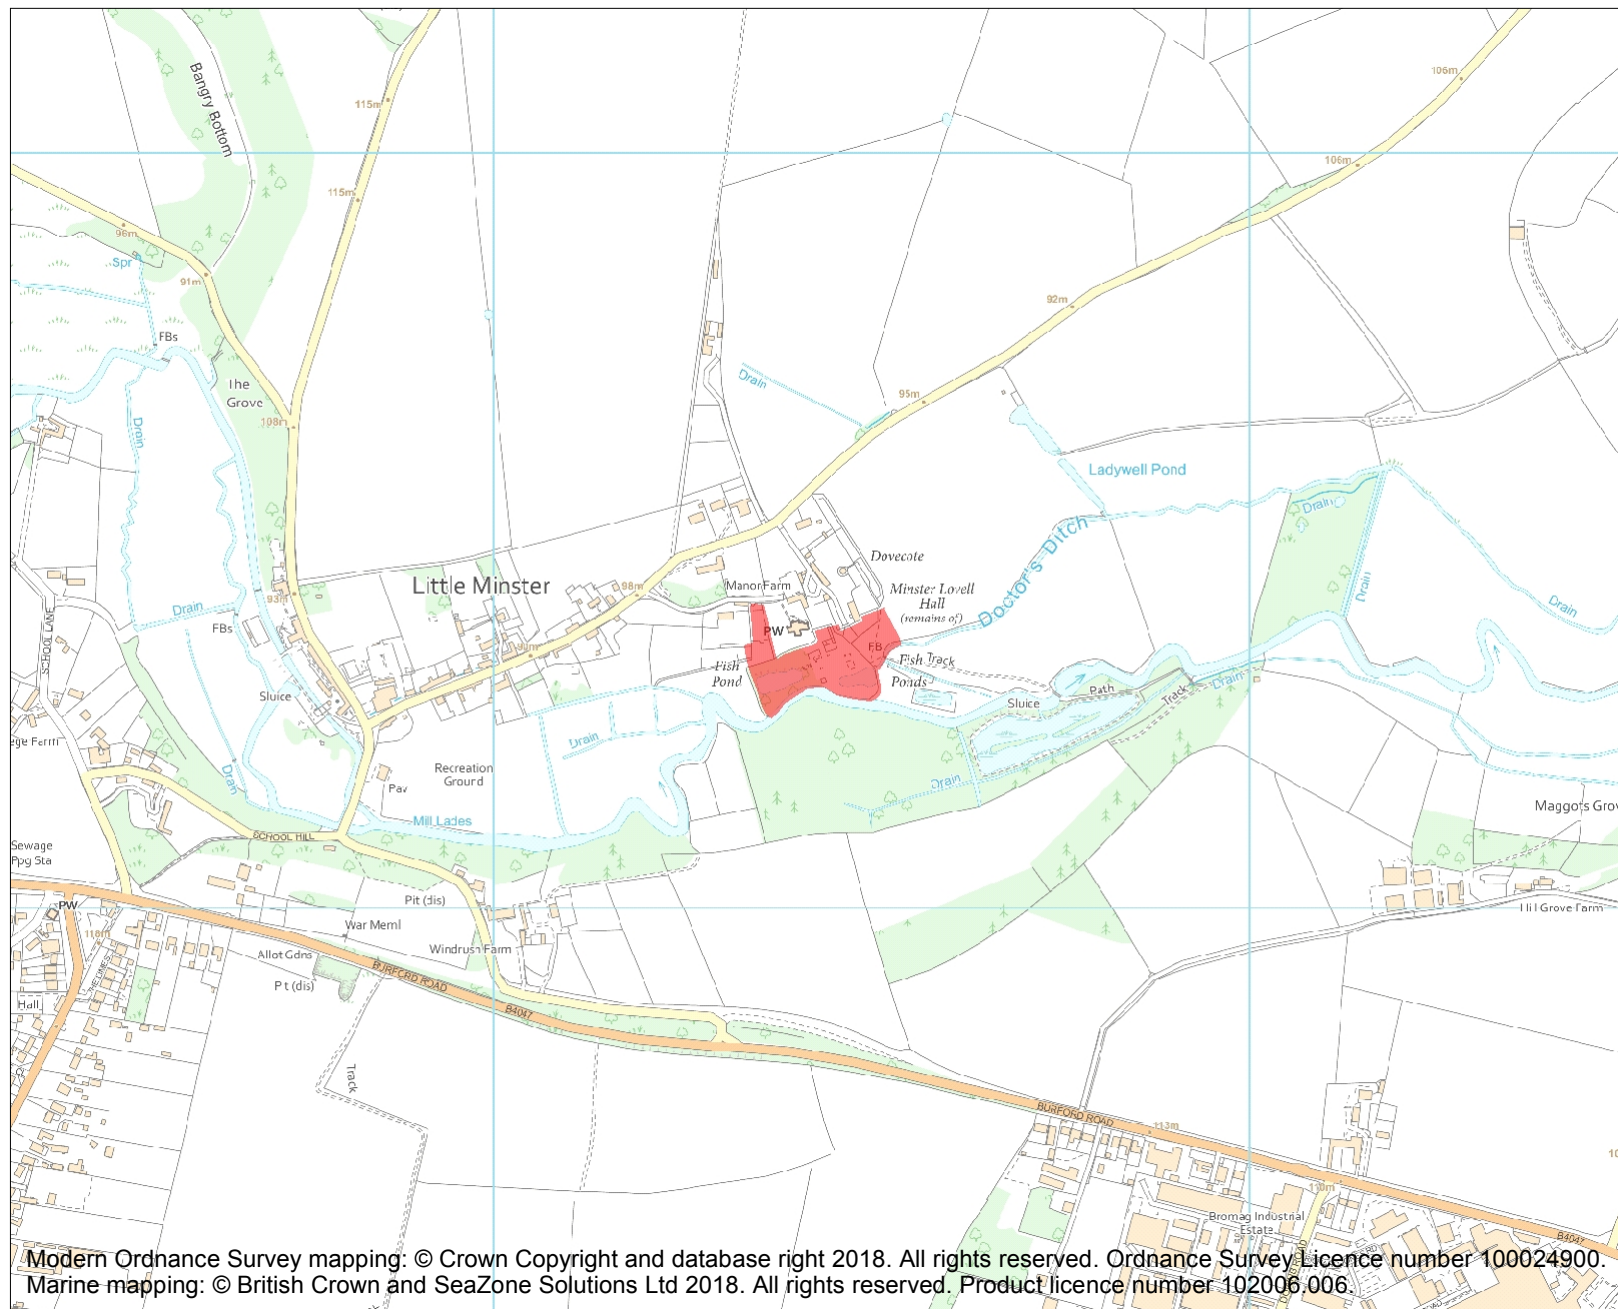 Bangry Bottom
115m
106m
106m
115m
96m
Spr
91m
92m
FBs
The
Grove
Drain
95m
108m
Drain
Ladywell Pond
Drain
Doctor's Ditch
Dovecote
Little Minster
98m
Manor Farm
Minster Lovell
Hall
(remains of)
Drain
Drain
93m
Drain
FBs
SCHOOL LANE
PW
FB
Fish
Pond
Fish
Ponds
Track
Path
Track
Drain
Sluice
Sluice
Drain
Drain
Drain
Recreation
Ground
Pav
Mill Lades
SCHOOL HILL
Sewage
Ppg Sta
PW
118m
Pit (dis)
War Meml
Allot Gdns
Windrush Farm
Pit (dis)
Hall
BURFORD ROAD
B4047
Track
Hill Grove Farm
BURFORD ROAD
113m
110m
Bromag Industrial
Estate
B4047
Modern Ordnance Survey mapping: © Crown Copyright and database right 2018. All rights reserved. Ordnance Survey Licence number 100024900.
Marine mapping: © British Crown and SeaZone Solutions Ltd 2018. All rights reserved. Product licence number 102006.006.